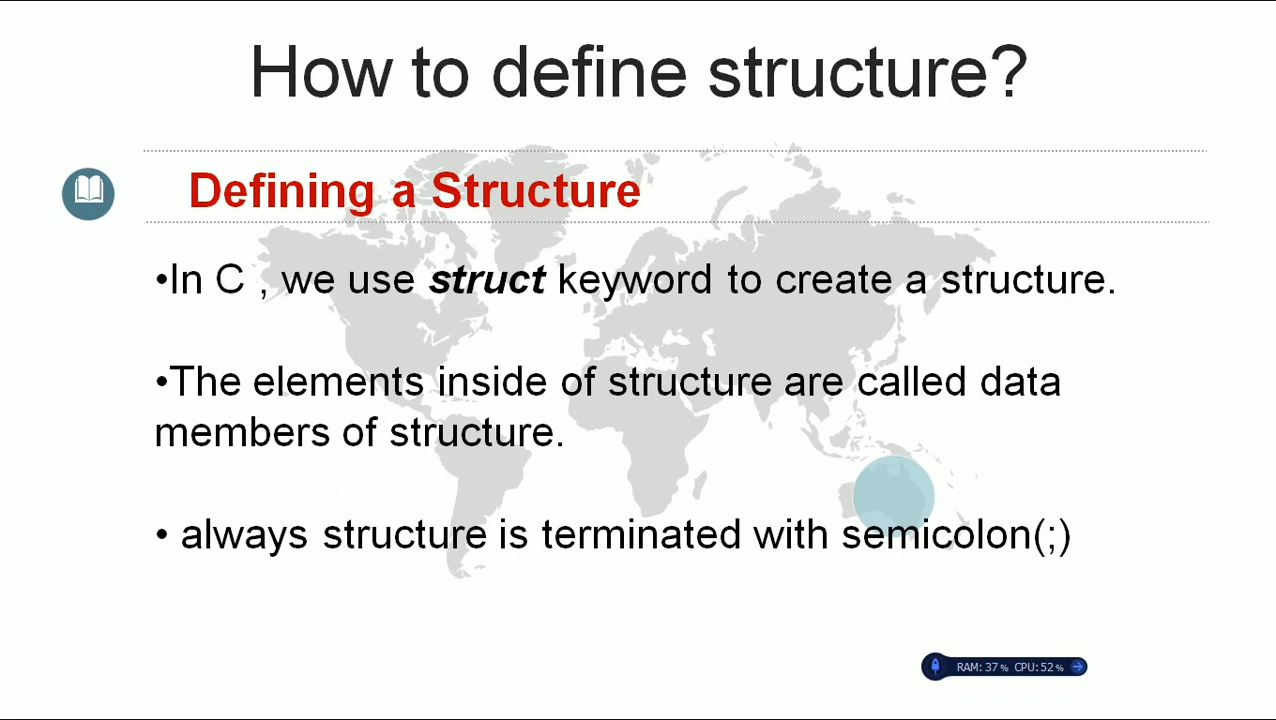 How to define structure?
Defining a Structure
•In C , we use struct keyword to create a structure.
•The elements inside of structure are called data
members of structure.
• always structure is terminated with semicolon(;)
RAM: 37% CPU: 52%